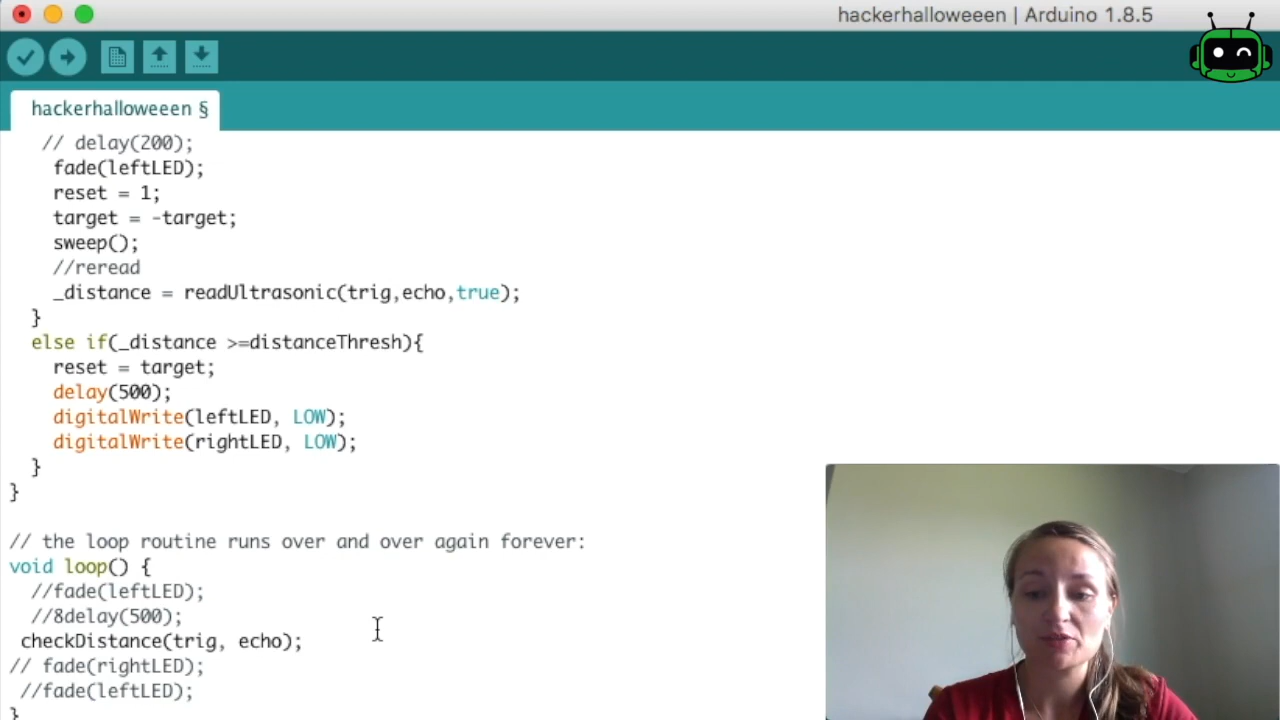 hackerhalloweeen | Arduino 1.8.5
hackerhalloweeen §
// delay(200);
fade(leftLED);
reset = 1;
target = -target;
sweep();
//reread
_distance = readUltrasonic(trig,echo,true);
}
else if(_distance >=distanceThresh){
reset = target;
delay(500);
digitalWrite(leftLED, LOW);
digitalWrite(rightLED, LOW);
}
}
// the loop routine runs over and over again forever:
void loop() {
//fade(leftLED);
//8delay(500);
checkDistance(trig, echo);
// fade(rightLED);
//fade(leftLED);
}